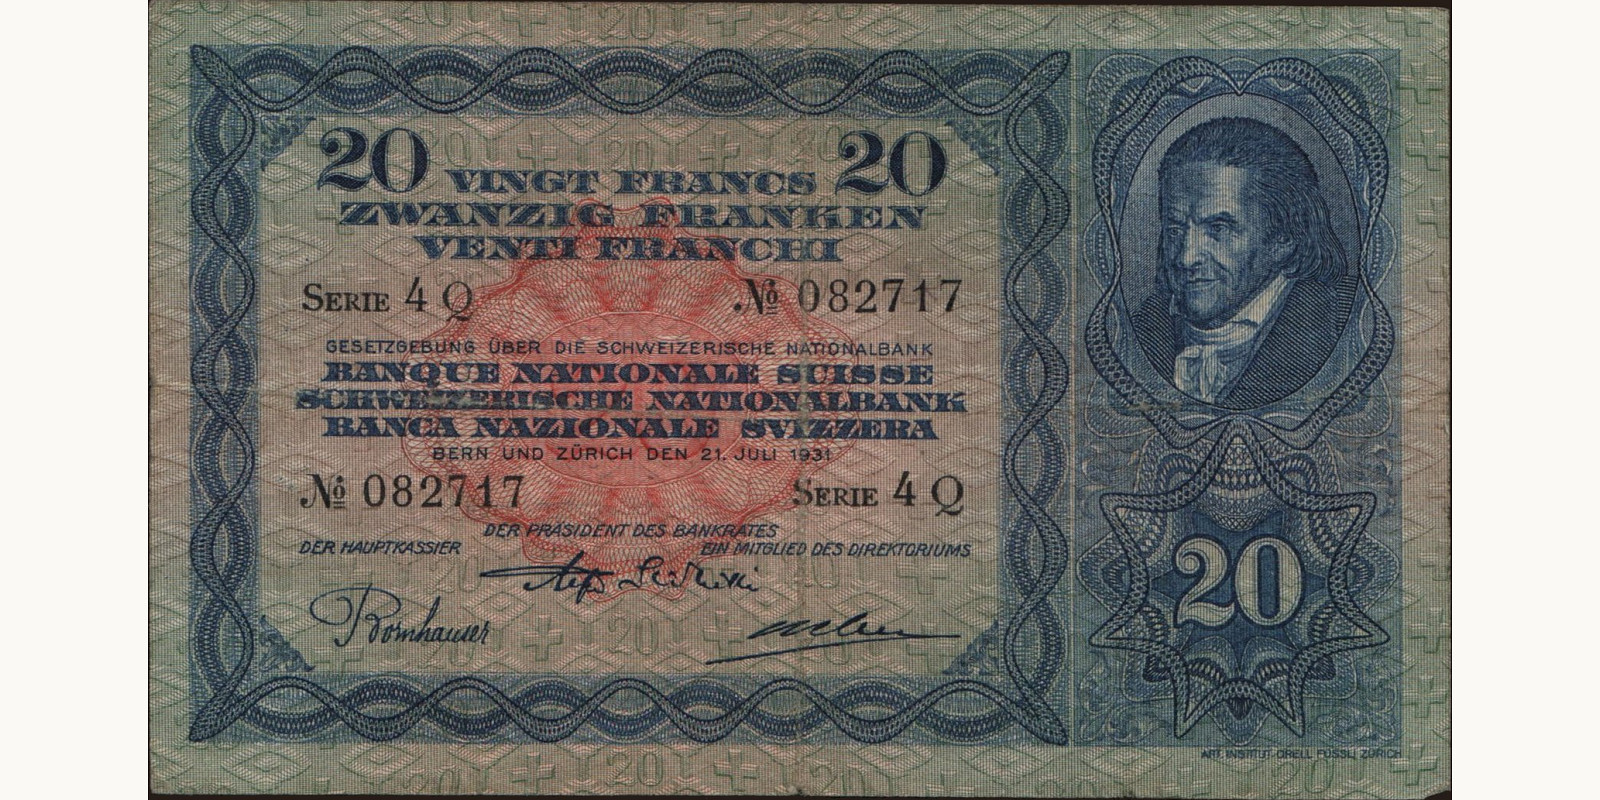 20 VINGT FRANCS 20
ZWANZIG FRANKEN
VENTI FRANCHI
SERIE 4 Q № 082717
GESETZGEBUNG ÜBER DIE SCHWEIZERISCHE NATIONALBANK
BANQUE NATIONALE SUISSE
SCHWEIZERISCHE NATIONALBANK
BANCA NAZIONALE SVIZZERA
BERN UND ZÜRICH DEN 21. JULI 1931
№ 082717 SERIE 4 Q
DER PRÄSIDENT DES BANKRATES
DER HAUPTKASSIER EIN MITGLIED DES DIREKTORIUMS
Bornhauser
20
ART. INSTITUT ORELL FÜSSLI ZÜRICH